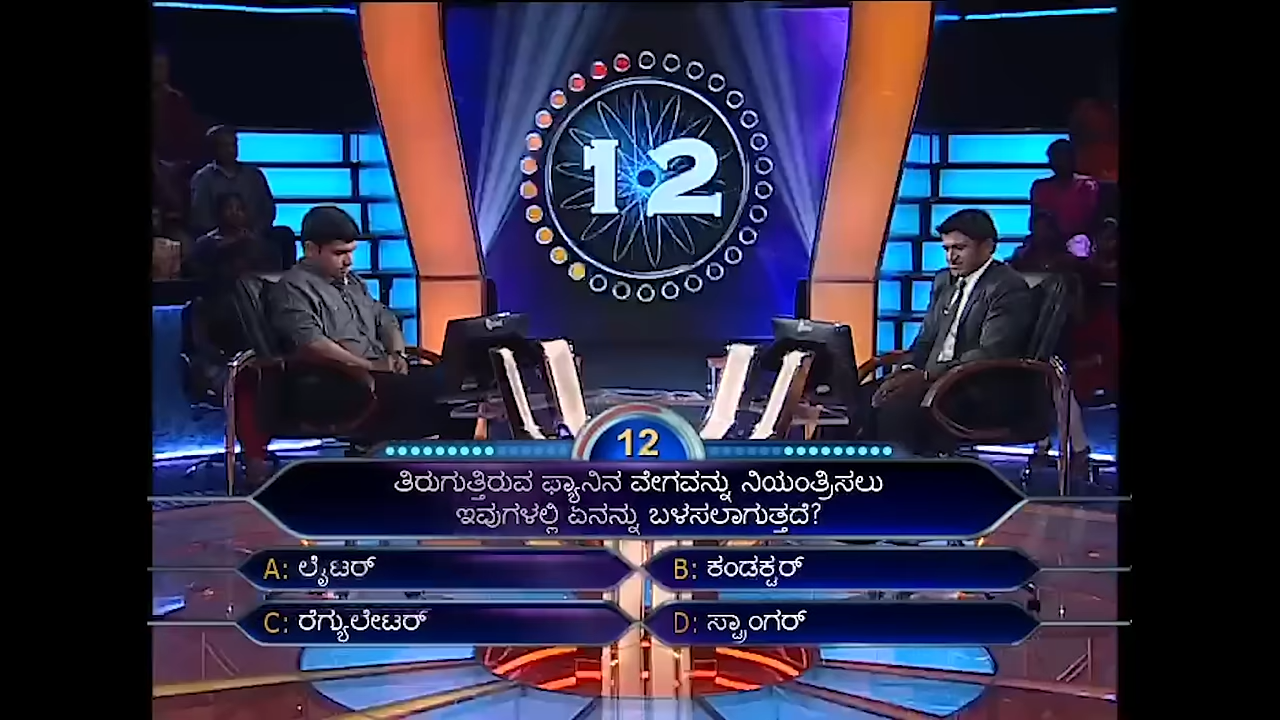 12
12
ತಿರುಗುತ್ತಿರುವ ಫ್ಯಾನಿನ ವೇಗವನ್ನು ನಿಯಂತ್ರಿಸಲು
ಇವುಗಳಲ್ಲಿ ಏನನ್ನು ಬಳಸಲಾಗುತ್ತದೆ?
A: ಲೈಟರ್
B: ಕಂಡಕ್ಟರ್
C: ರೆಗ್ಯುಲೇಟರ್
D: ಸ್ಟ್ರಾಂಗರ್